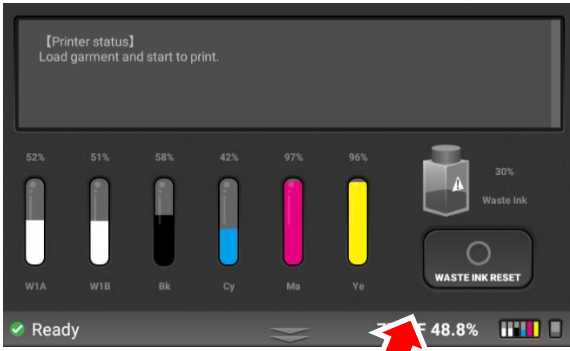 【Printer status】
Load garment and start to print.
52% 51% 58% 42% 97% 96%
30%
Waste Ink
WASTE INK RESET
W1A W1B Bk Cy Ma Ye
Ready
48.8%